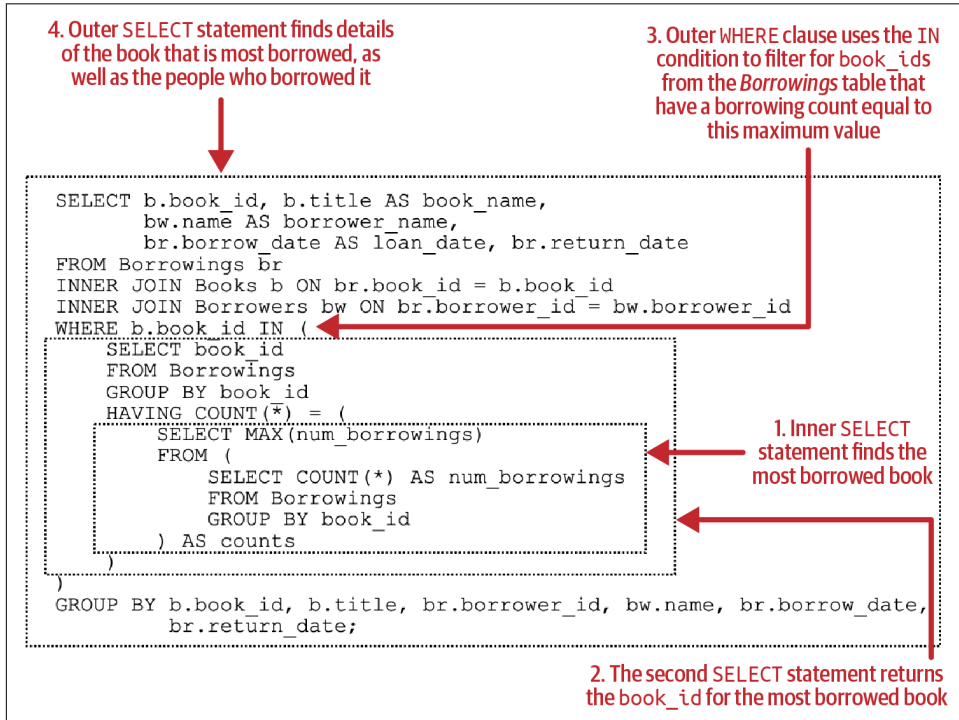 4. Outer SELECT statement finds details
of the book that is most borrowed, as
well as the people who borrowed it
3. Outer WHERE clause uses the IN
condition to filter for book_ids
from the Borrowings table that
have a borrowing count equal to
this maximum value
SELECT b.book_id, b.title AS book_name,
bw.name AS borrower_name,
br.borrow_date AS loan_date, br.return_date
FROM Borrowings br
INNER JOIN Books b ON br.book_id = b.book_id
INNER JOIN Borrowers bw ON br.borrower_id = bw.borrower_id
WHERE b.book_id IN (
SELECT book_id
FROM Borrowings
GROUP BY book_id
HAVING COUNT(*) = (
SELECT MAX(num_borrowings)
FROM (
SELECT COUNT(*) AS num_borrowings
FROM Borrowings
GROUP BY book_id
) AS counts
)
)
GROUP BY b.book_id, b.title, br.borrower_id, bw.name, br.borrow_date,
br.return_date;
1. Inner SELECT
statement finds the
most borrowed book
2. The second SELECT statement returns
the book_id for the most borrowed book